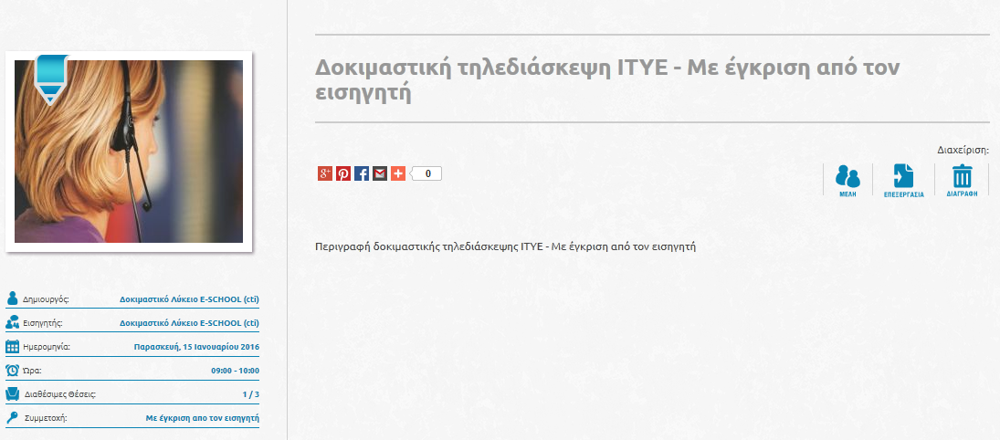 Δοκιμαστική τηλεδιάσκεψη ΙΤΥΕ - Με έγκριση από τον
εισηγητή
Διαχείριση:
g+ 0
ΜΕΛΗ ΕΠΕΞΕΡΓΑΣΙΑ ΔΙΑΓΡΑΦΗ
Περιγραφή δοκιμαστικής τηλεδιάσκεψης ΙΤΥΕ - Με έγκριση από τον εισηγητή
Δημιουργός: Δοκιμαστικό Λύκειο E-SCHOOL (cti)
Εισηγητής: Δοκιμαστικό Λύκειο E-SCHOOL (cti)
Ημερομηνία: Παρασκευή, 15 Ιανουαρίου 2016
Ώρα: 09:00 - 10:00
Διαθέσιμες Θέσεις: 1 / 3
Συμμετοχή: Με έγκριση απο τον εισηγητή